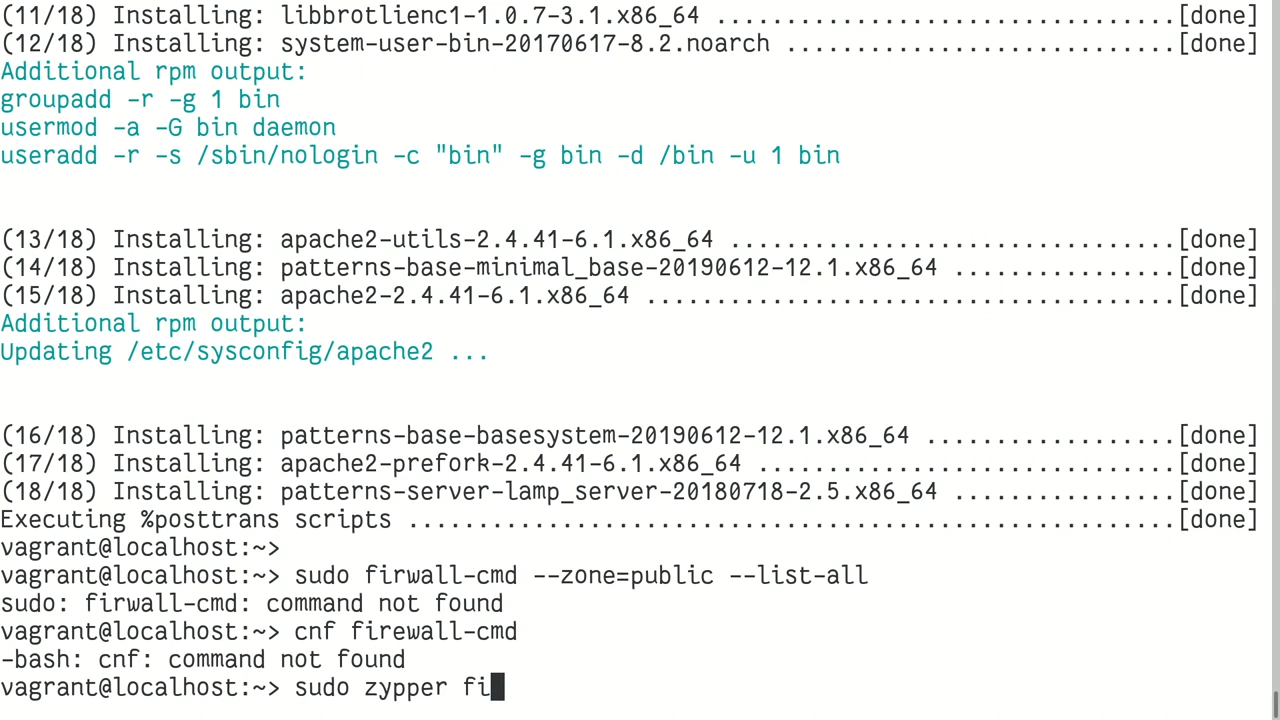 (11/18) Installing: libbrotlienc1-1.0.7-3.1.x86_64 ................................[done]
(12/18) Installing: system-user-bin-20170617-8.2.noarch ...........................[done]
Additional rpm output:
groupadd -r -g 1 bin
usermod -a -G bin daemon
useradd -r -s /sbin/nologin -c "bin" -g bin -d /bin -u 1 bin
(13/18) Installing: apache2-utils-2.4.41-6.1.x86_64 ...............................[done]
(14/18) Installing: patterns-base-minimal_base-20190612-12.1.x86_64 ...............[done]
(15/18) Installing: apache2-2.4.41-6.1.x86_64 .....................................[done]
Additional rpm output:
Updating /etc/sysconfig/apache2 ...
(16/18) Installing: patterns-base-basesystem-20190612-12.1.x86_64 .................[done]
(17/18) Installing: apache2-prefork-2.4.41-6.1.x86_64 .............................[done]
(18/18) Installing: patterns-server-lamp_server-20180718-2.5.x86_64 ...............[done]
Executing %posttrans scripts ......................................................[done]
vagrant@localhost:~>
vagrant@localhost:~> sudo firwall-cmd --zone=public --list-all
sudo: firwall-cmd: command not found
vagrant@localhost:~> cnf firewall-cmd
-bash: cnf: command not found
vagrant@localhost:~> sudo zypper fi